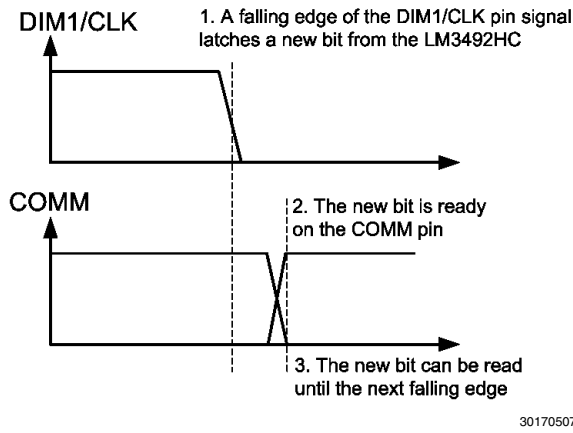 DIM1/CLK
1. A falling edge of the DIM1/CLK pin signal
latches a new bit from the LM3492HC
COMM
2. The new bit is ready
on the COMM pin
3. The new bit can be read
until the next falling edge
30170507